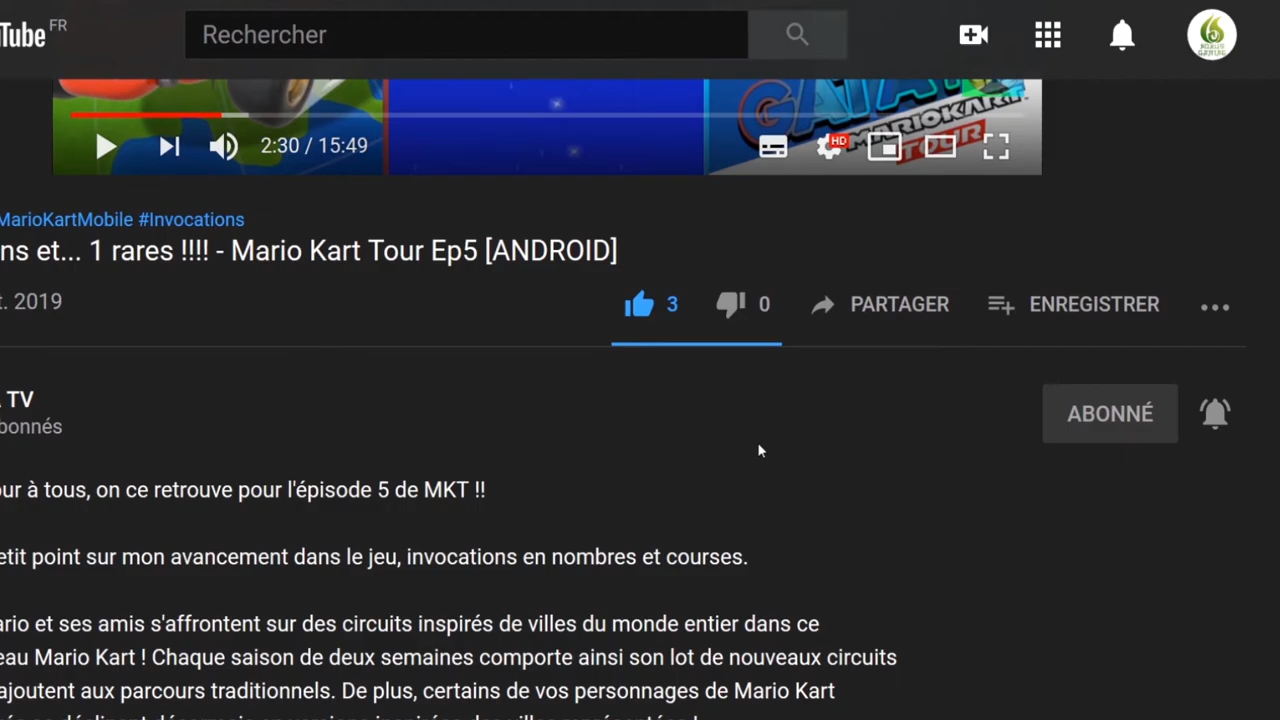 Tube FR
Rechercher
GATA
MARIOKART
TOUR
HD
2:30 / 15:49
MarioKartMobile #Invocations
ns et... 1 rares !!!! - Mario Kart Tour Ep5 [ANDROID]
t. 2019
3
0
PARTAGER
ENREGISTRER
TV
bonnés
ABONNÉ
ur à tous, on ce retrouve pour l'épisode 5 de MKT !!
etit point sur mon avancement dans le jeu, invocations en nombres et courses.
ario et ses amis s'affrontent sur des circuits inspirés de villes du monde entier dans ce
eau Mario Kart ! Chaque saison de deux semaines comporte ainsi son lot de nouveaux circuits
ajoutent aux parcours traditionnels. De plus, certains de vos personnages de Mario Kart